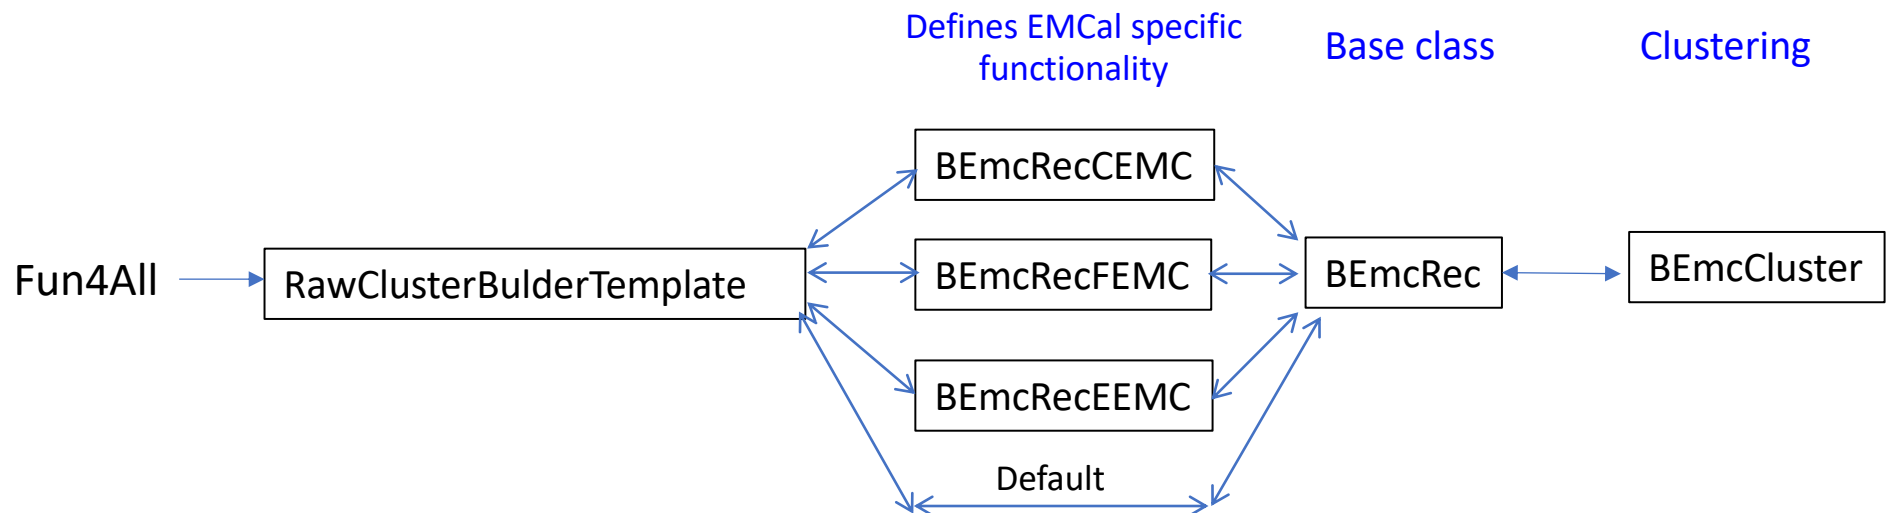 Defines EMCal specific
functionality
Base class
Clustering
BEmcRecCEMC
Fun4All
RawClusterBulderTemplate
BEmcRecFEMC
BEmcRec
BEmcCluster
BEmcRecEEMC
Default